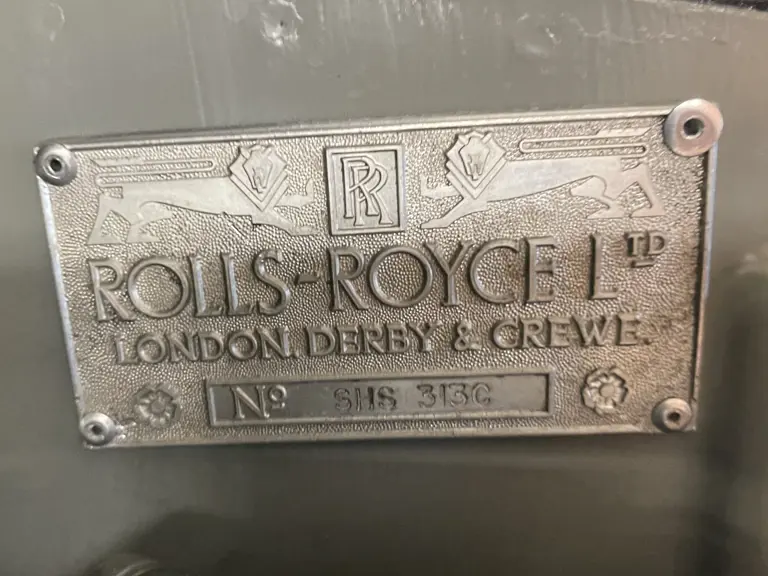 RR
ROLLS-ROYCE LTD
LONDON, DERBY & CREWE.
Nº SHS 313C